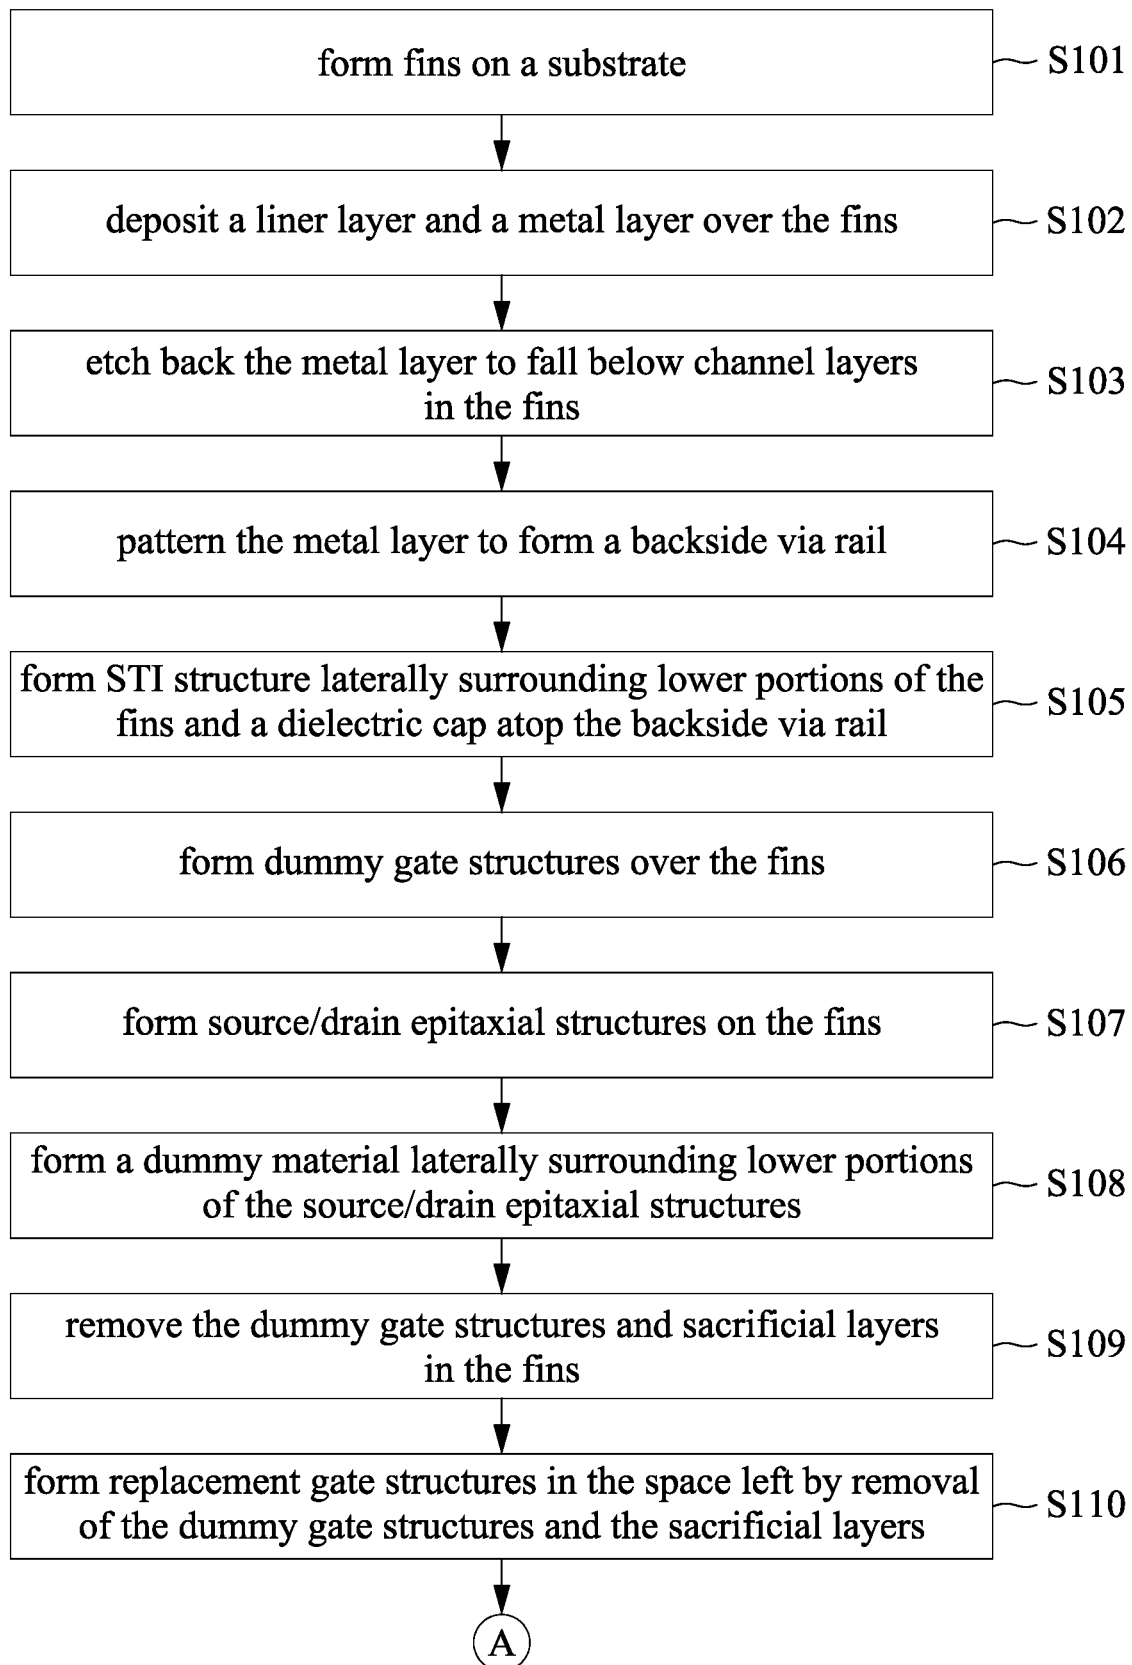 form fins on a substrate
S101
deposit a liner layer and a metal layer over the fins
S102
etch back the metal layer to fall below channel layers
in the fins
S103
pattern the metal layer to form a backside via rail
S104
form STI structure laterally surrounding lower portions of the
fins and a dielectric cap atop the backside via rail
S105
form dummy gate structures over the fins
S106
form source/drain epitaxial structures on the fins
S107
form a dummy material laterally surrounding lower portions
of the source/drain epitaxial structures
S108
remove the dummy gate structures and sacrificial layers
in the fins
S109
form replacement gate structures in the space left by removal
of the dummy gate structures and the sacrificial layers
S110
A